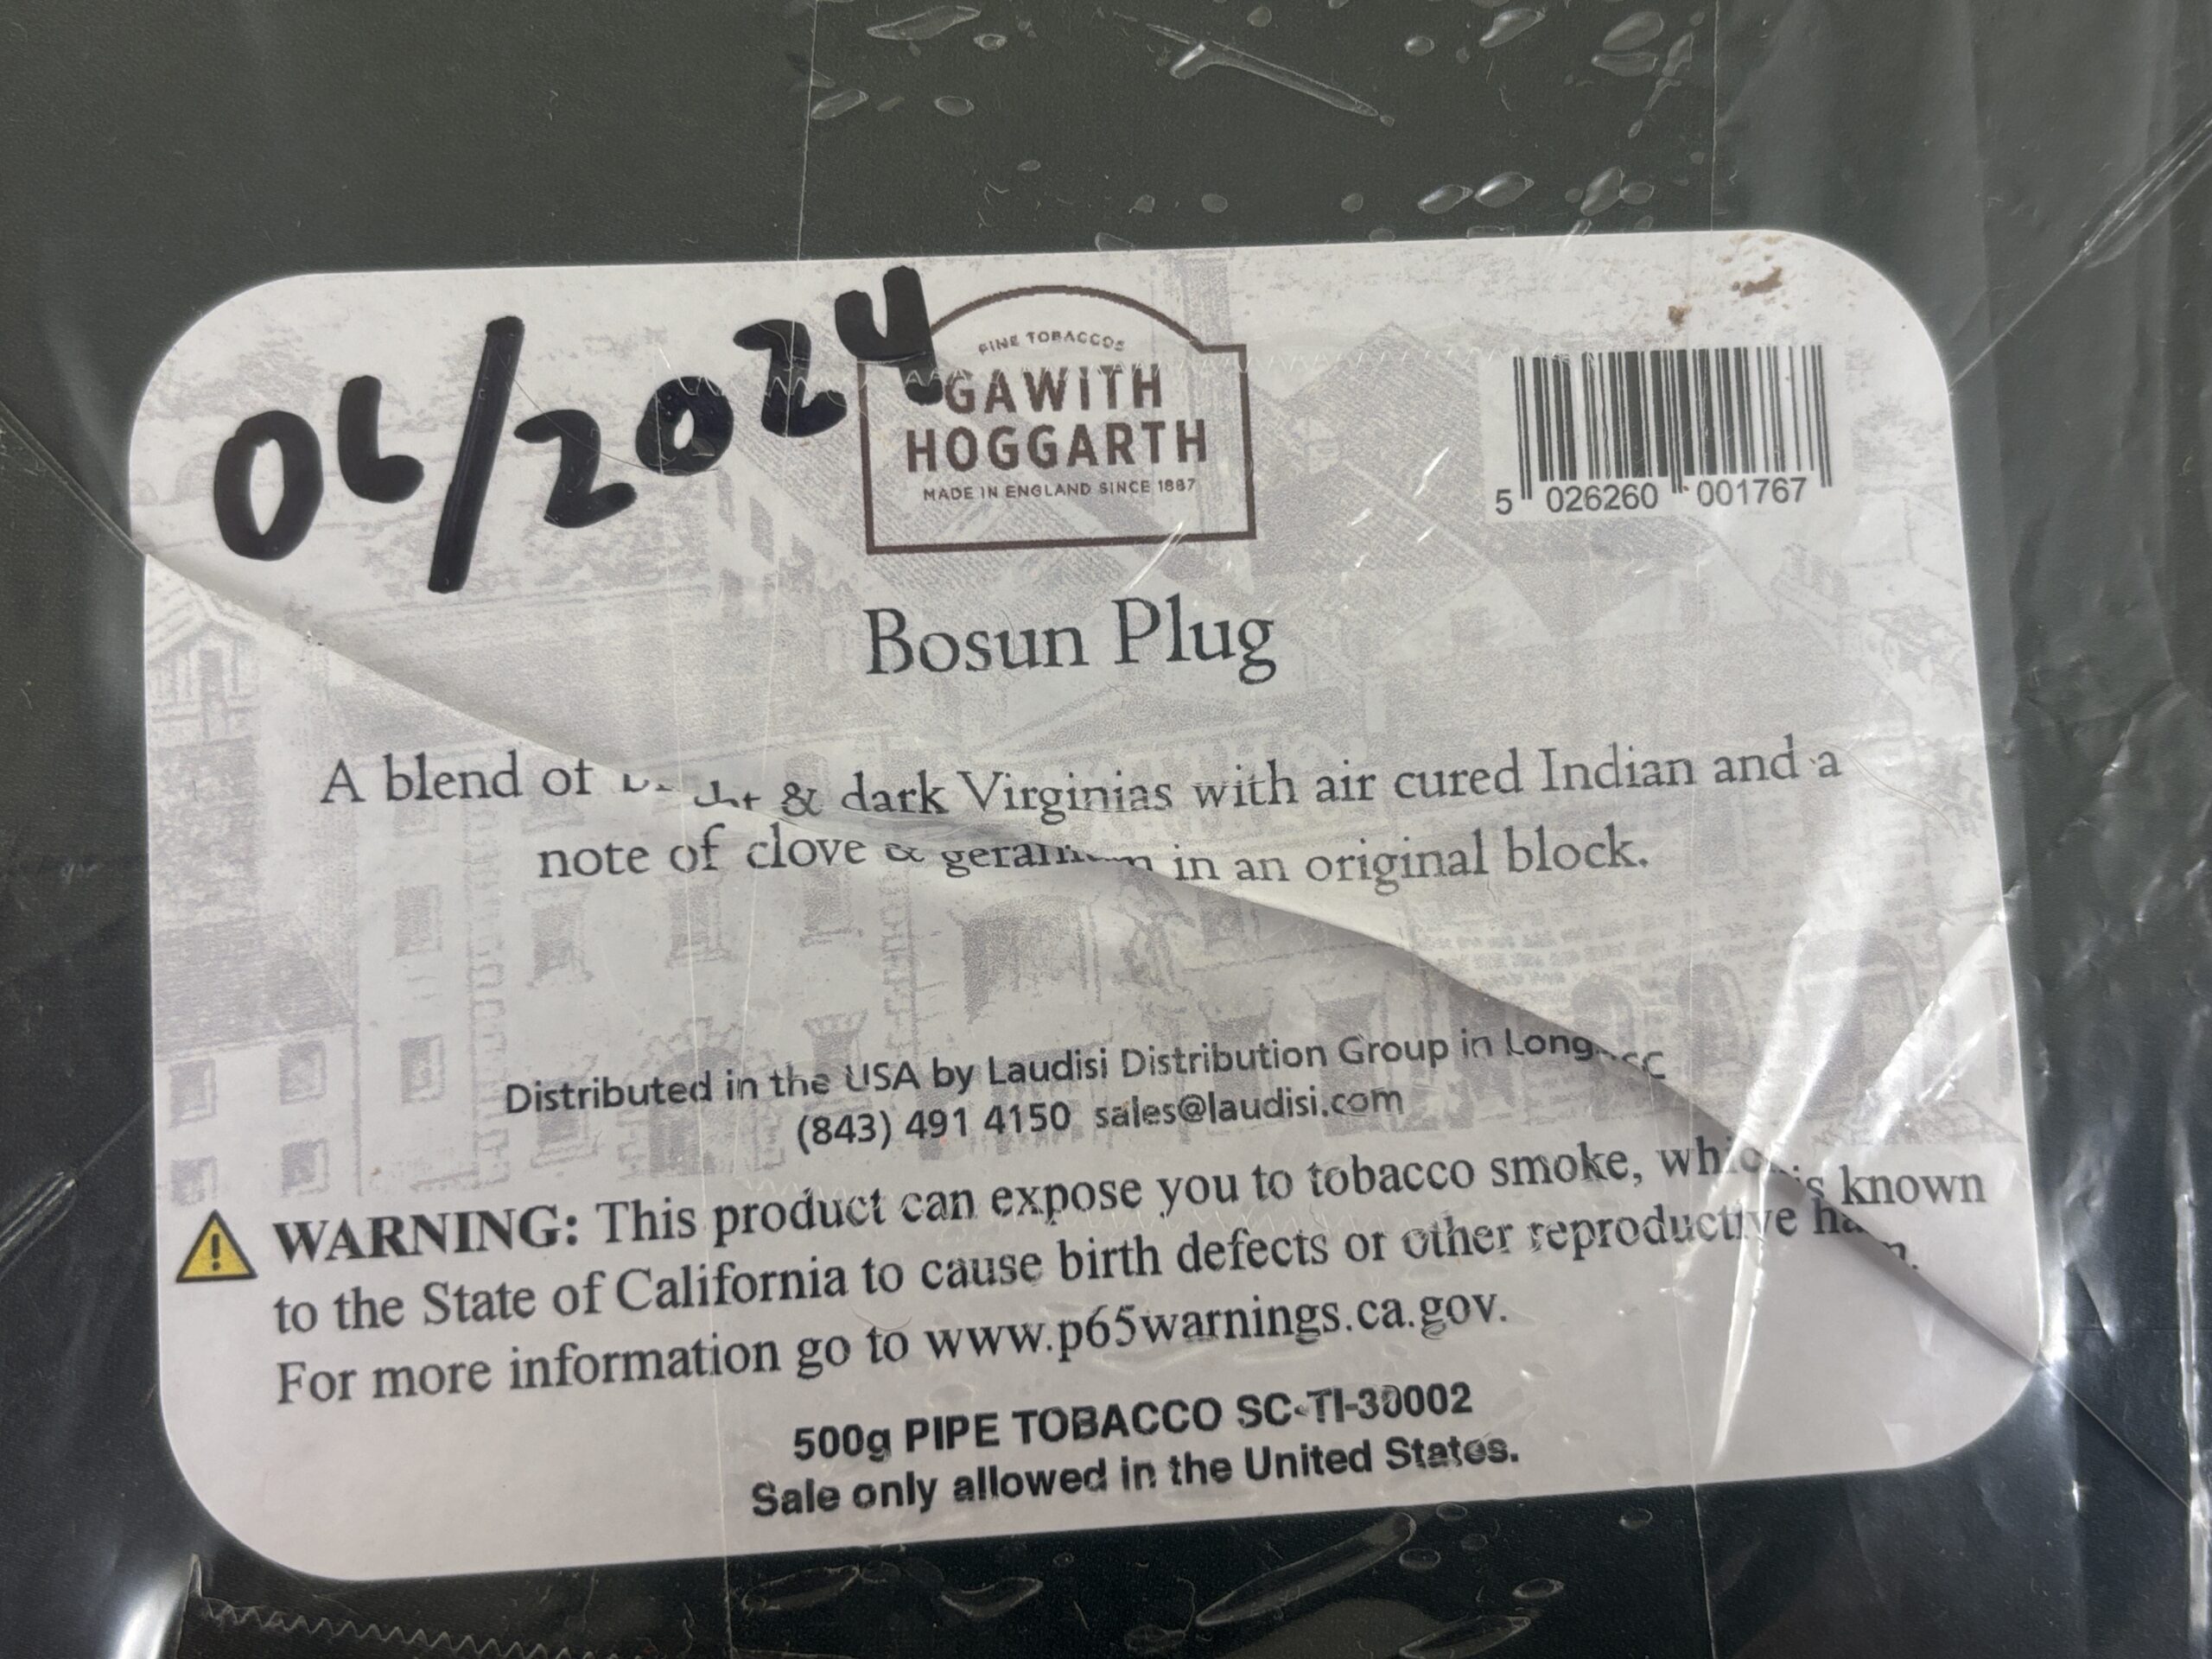 06/2024
FINE TOBACCOS
GAWITH
HOGGARTH
MADE IN ENGLAND SINCE 1887
5 026260 001767
Bosun Plug
A blend of & dark Virginias with air cured Indian and a
note of clove & in an original block.
Distributed in the USA by Laudisi Distribution Group in
(843) 491 4150 sales@laudisi.com
WARNING: This product can expose you to tobacco smoke, which is known
to the State of California to cause birth defects or other reproductive harm.
For more information go to www.p65warnings.ca.gov.
500g PIPE TOBACCO SC-TI-30002
Sale only allowed in the United States.